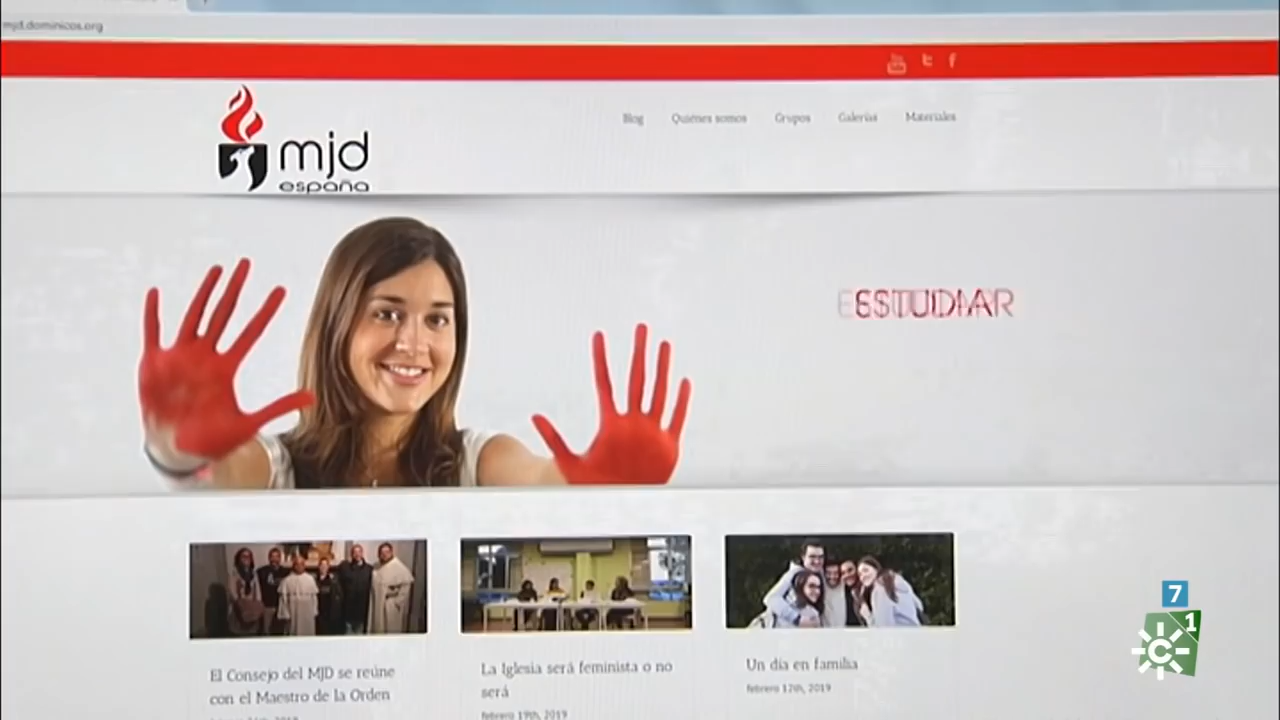 mjd.dominicos.org
You
mjd
españa
Blog
Quiénes somos
Grupos
Galerías
Materiales
ESTUDIAR
El Consejo del MJD se reúne
con el Maestro de la Orden
La Iglesia será feminista o no
será
febrero 19th, 2019
Un día en familia
febrero 12th, 2019
7
1